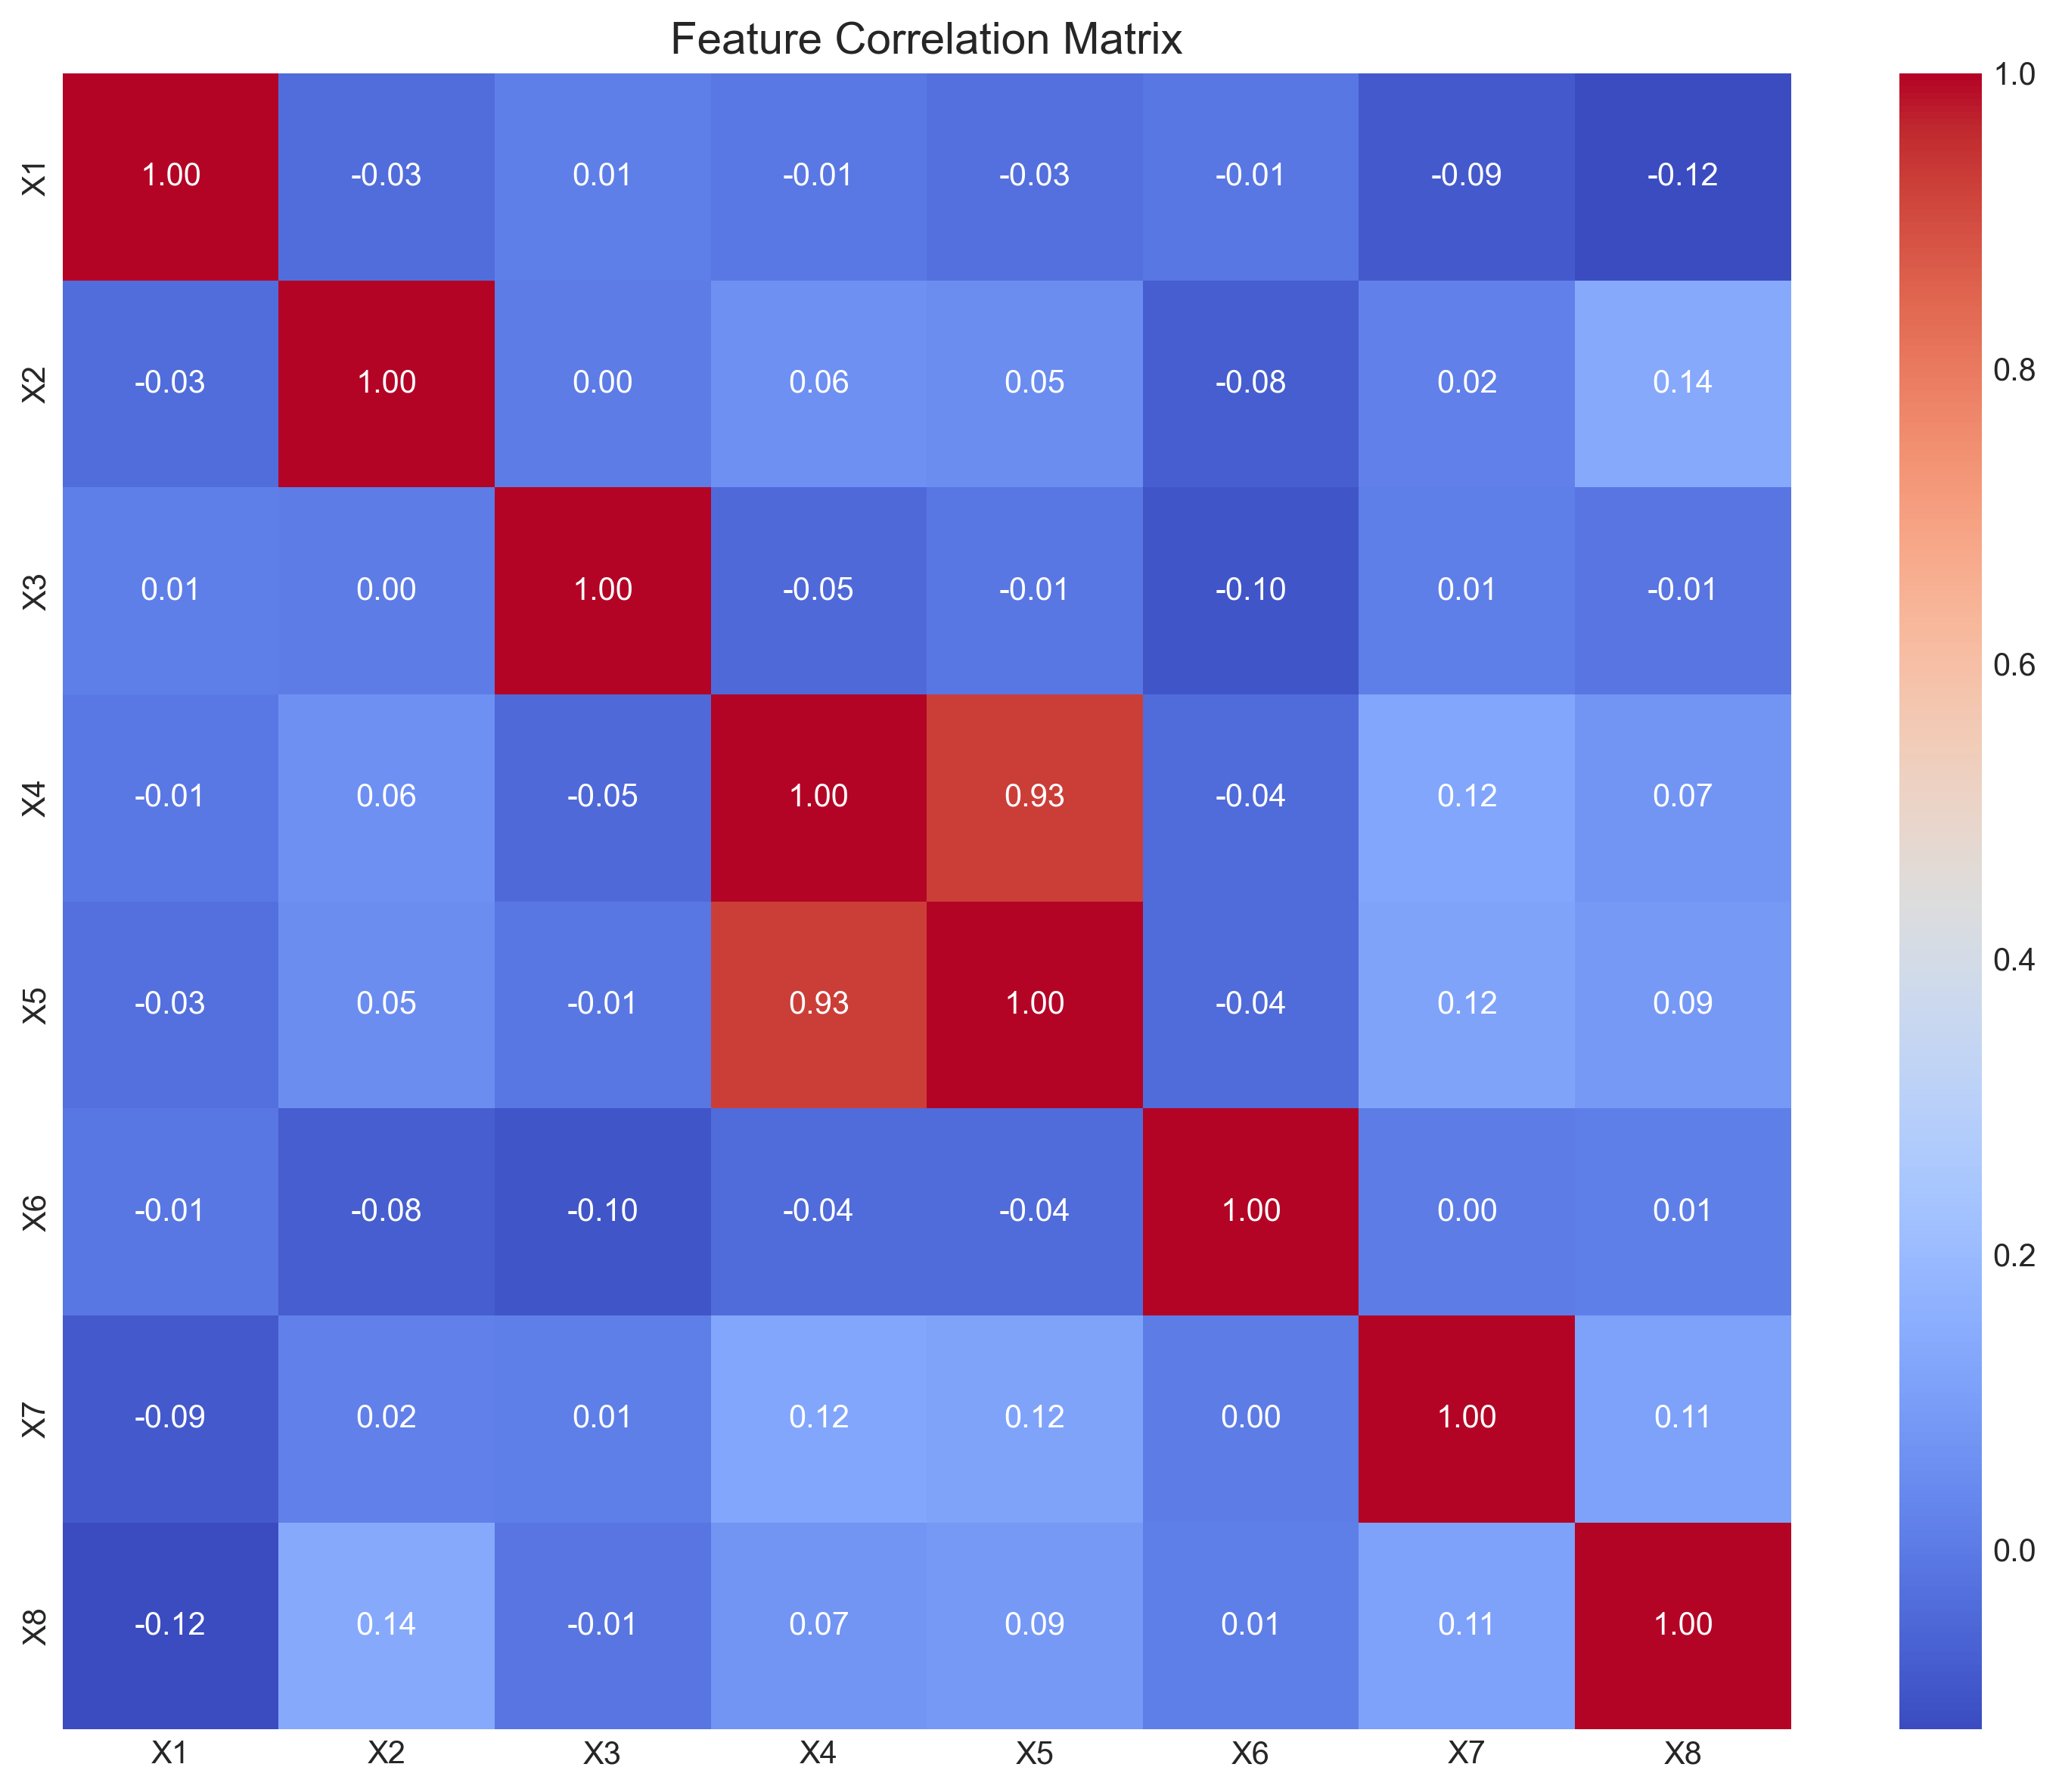 Feature Correlation Matrix
X1 1.00 -0.03 0.01 -0.01 -0.03 -0.01 -0.09 -0.12
X2 -0.03 1.00 0.00 0.06 0.05 -0.08 0.02 0.14
X3 0.01 0.00 1.00 -0.05 -0.01 -0.10 0.01 -0.01
X4 -0.01 0.06 -0.05 1.00 0.93 -0.04 0.12 0.07
X5 -0.03 0.05 -0.01 0.93 1.00 -0.04 0.12 0.09
X6 -0.01 -0.08 -0.10 -0.04 -0.04 1.00 0.00 0.01
X7 -0.09 0.02 0.01 0.12 0.12 0.00 1.00 0.11
X8 -0.12 0.14 -0.01 0.07 0.09 0.01 0.11 1.00
X1 X2 X3 X4 X5 X6 X7 X8
1.0
0.8
0.6
0.4
0.2
0.0